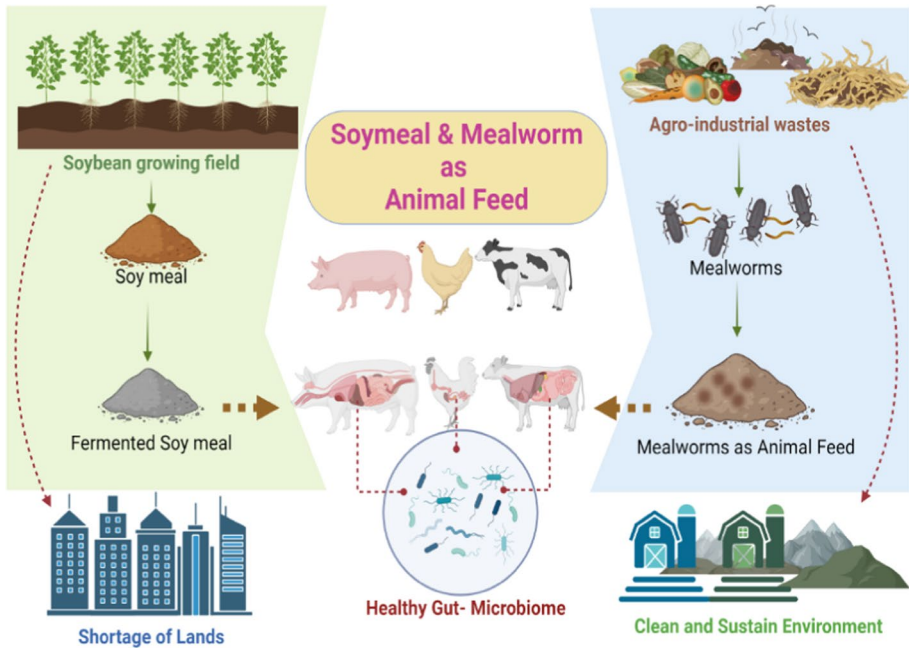 Soymeal & Mealworm
as
Animal Feed
Soybean growing field
Soy meal
Fermented Soy meal
Shortage of Lands
Agro-industrial wastes
Mealworms
Mealworms as Animal Feed
Healthy Gut- Microbiome
Clean and Sustain Environment